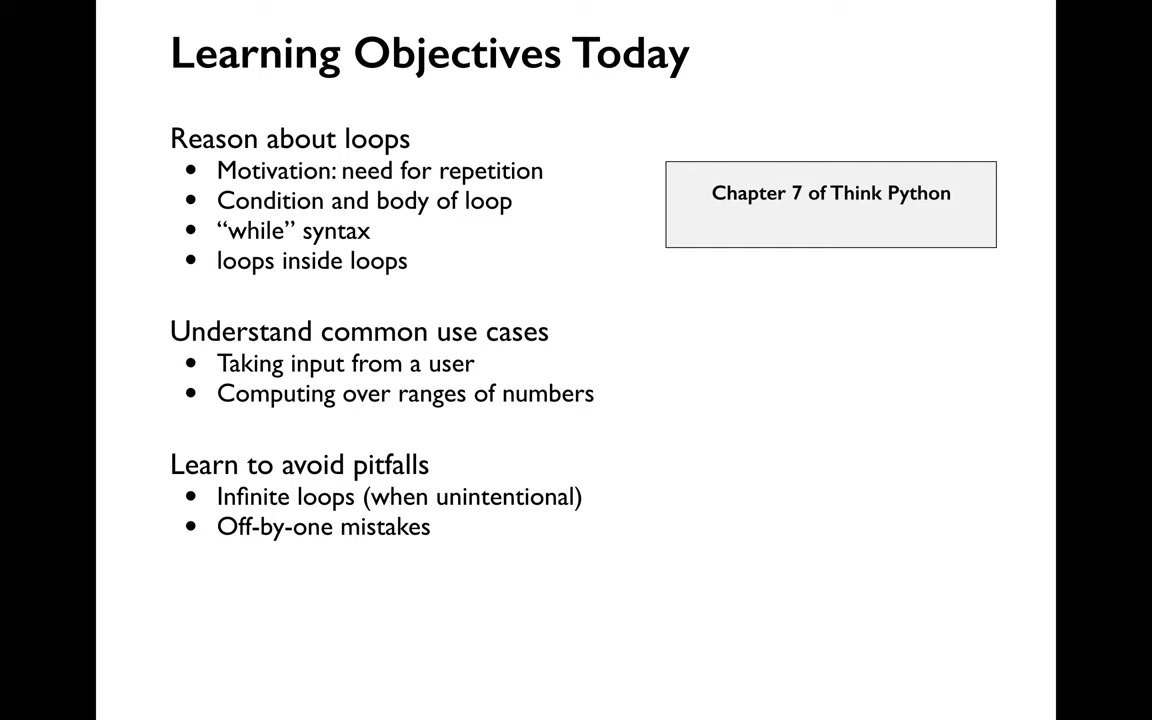 Learning Objectives Today
Reason about loops
• Motivation: need for repetition
• Condition and body of loop
• “while” syntax
• loops inside loops
Chapter 7 of Think Python
Understand common use cases
• Taking input from a user
• Computing over ranges of numbers
Learn to avoid pitfalls
• Infinite loops (when unintentional)
• Off-by-one mistakes